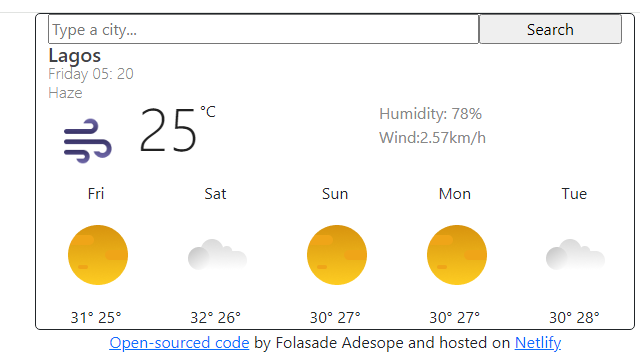 Type a city... Search
Lagos
Friday 05: 20
Haze
25 °C
Humidity: 78%
Wind:2.57km/h
Fri Sat Sun Mon Tue
31° 25° 32° 26° 30° 27° 30° 27° 30° 28°
Open-sourced code by Folasade Adesope and hosted on Netlify